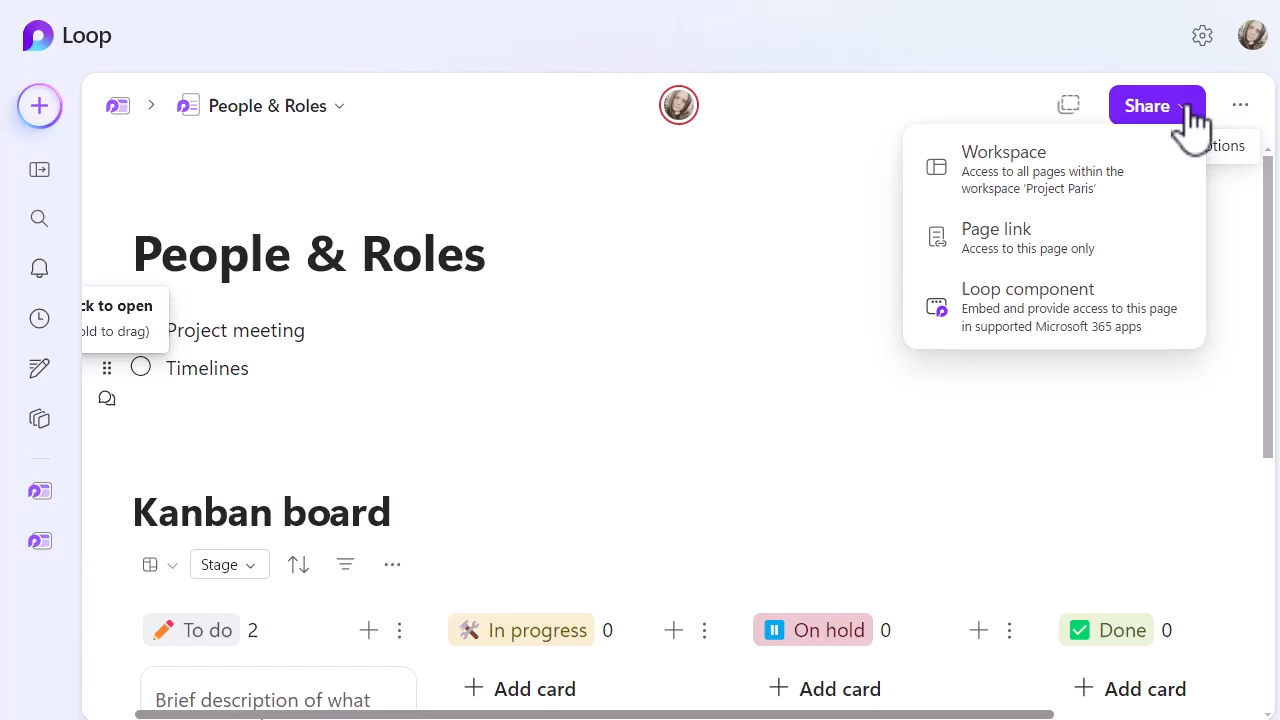 Loop
People & Roles
Share
tions
Workspace
Access to all pages within the
workspace 'Project Paris'
Page link
Access to this page only
Loop component
Embed and provide access to this page
in supported Microsoft 365 apps
People & Roles
ck to open
old to drag)
Project meeting
Timelines
Kanban board
Stage
To do 2
In progress 0
On hold 0
Done 0
Brief description of what
Add card
Add card
Add card